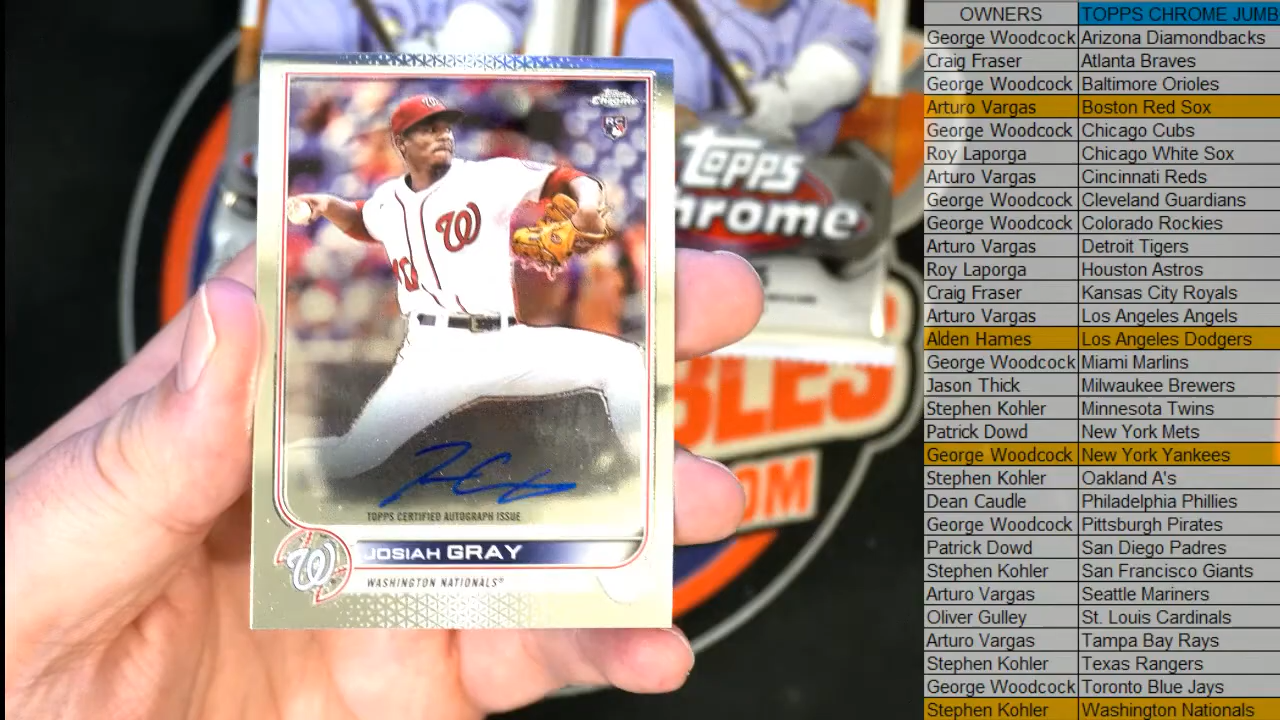 Topps
Chrome
RC
W
W
TOPPS CERTIFIED AUTOGRAPH ISSUE
JOSIAH GRAY
W
WASHINGTON NATIONALS®
TOPPS
hrome
BLES
OM
OWNERS TOPPS CHROME JUMB
George Woodcock Arizona Diamondbacks
Craig Fraser Atlanta Braves
George Woodcock Baltimore Orioles
Arturo Vargas Boston Red Sox
George Woodcock Chicago Cubs
Roy Laporga Chicago White Sox
Arturo Vargas Cincinnati Reds
George Woodcock Cleveland Guardians
George Woodcock Colorado Rockies
Arturo Vargas Detroit Tigers
Roy Laporga Houston Astros
Craig Fraser Kansas City Royals
Arturo Vargas Los Angeles Angels
Alden Hames Los Angeles Dodgers
George Woodcock Miami Marlins
Jason Thick Milwaukee Brewers
Stephen Kohler Minnesota Twins
Patrick Dowd New York Mets
George Woodcock New York Yankees
Stephen Kohler Oakland A's
Dean Caudle Philadelphia Phillies
George Woodcock Pittsburgh Pirates
Patrick Dowd San Diego Padres
Stephen Kohler San Francisco Giants
Arturo Vargas Seattle Mariners
Oliver Gulley St. Louis Cardinals
Arturo Vargas Tampa Bay Rays
Stephen Kohler Texas Rangers
George Woodcock Toronto Blue Jays
Stephen Kohler Washington Nationals